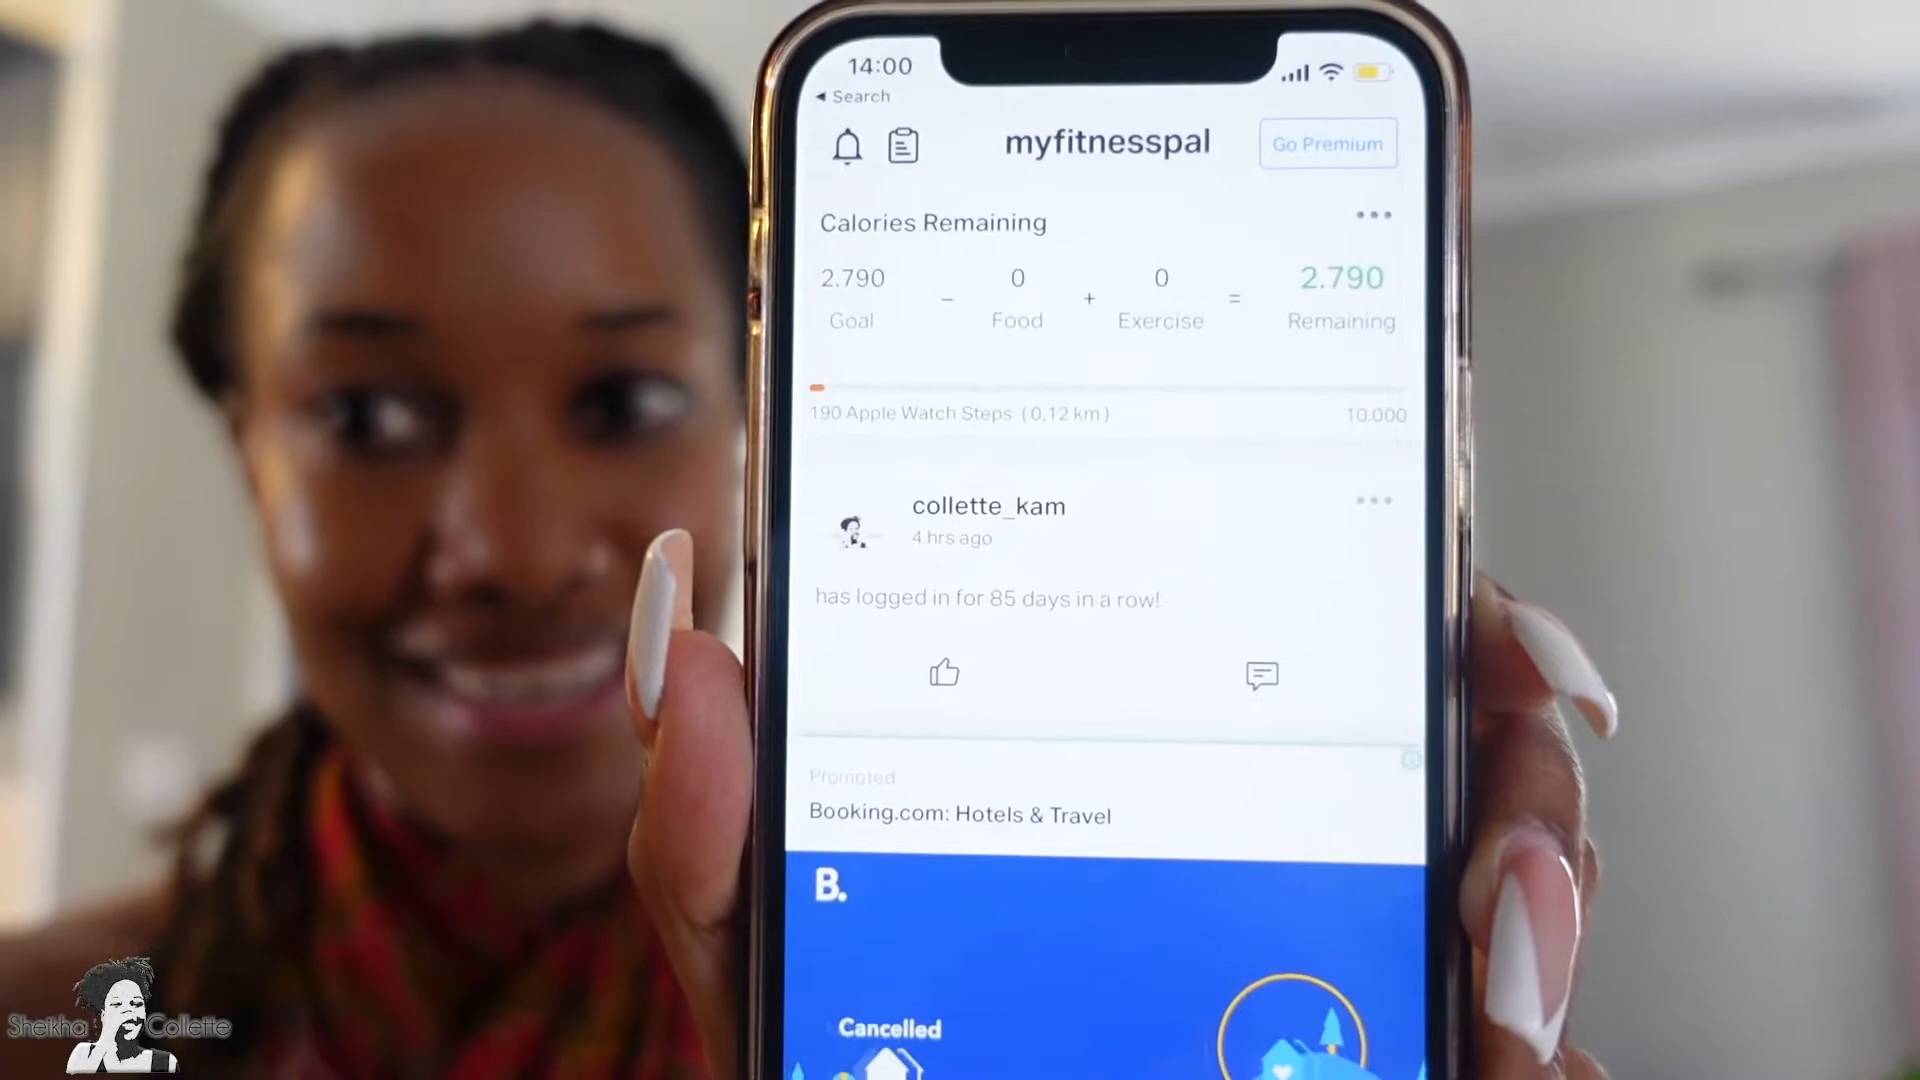 14:00
◄ Search
myfitnesspal
Go Premium
Calories Remaining
2.790 – 0 + 0 = 2.790
Goal Food Exercise Remaining
190 Apple Watch Steps (0,12 km) 10.000
collette_kam
4 hrs ago
has logged in for 85 days in a row!
Promoted
Booking.com: Hotels & Travel
B.
Cancelled
Sheikha Collette